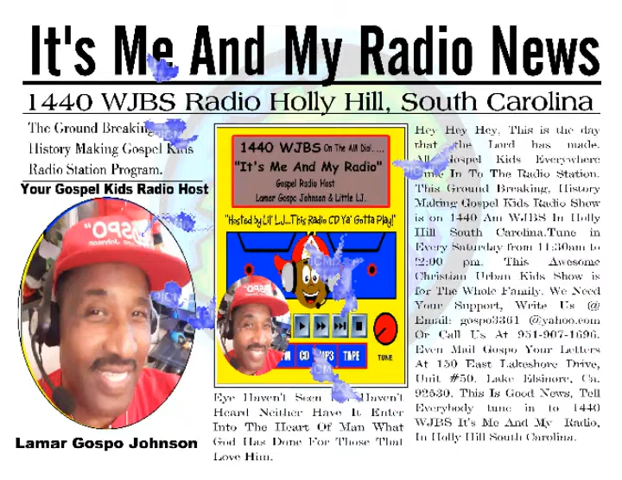 It's Me And My Radio News
1440 WJBS Radio Holly Hill, South Carolina
The Ground Breaking
History Making Gospel Kids
Radio Station Program.
Your Gospel Kids Radio Host
GOSPO
Johnson
Lamar Gospo Johnson
1440 WJBS On The AM Dial....
"It's Me And My Radio"
Gospel Radio Host
Lamar Gospo Johnson & Little LJ.
"Hosted by Lil' LJ...This Radio CD Ya' Gotta Play!"
CD MP3 TAPE
TUNE
Eye Haven't Seen Haven't
Heard Neither Have It Enter
Into The Heart Of Man What
God Has Done For Those That
Love Him.
Hey Hey Hey, This is the day
that the Lord has made.
All Gospel Kids Everywhere
Tune In To The Radio Station.
This Ground Breaking, History
Making Gospel Kids Radio Show
is on 1440 Am WJBS In Holly
Hill South Carolina.Tune in
Every Saturday from 11:30am to
12:00 pm. This Awesome
Christian Urban Kids Show is
for The Whole Family. We Need
Your Support, Write Us @
Email: gospo3361 @yahoo.com
Or Call Us At 951-907-1696.
Even Mail Gospo Your Letters
At 150 East Lakeshore Drive,
Unit #50. Lake Elsinore, Ca.
92530. This Is Good News, Tell
Everybody tune in to 1440
WJBS It's Me And My Radio,
In Holly Hill South Carolina.